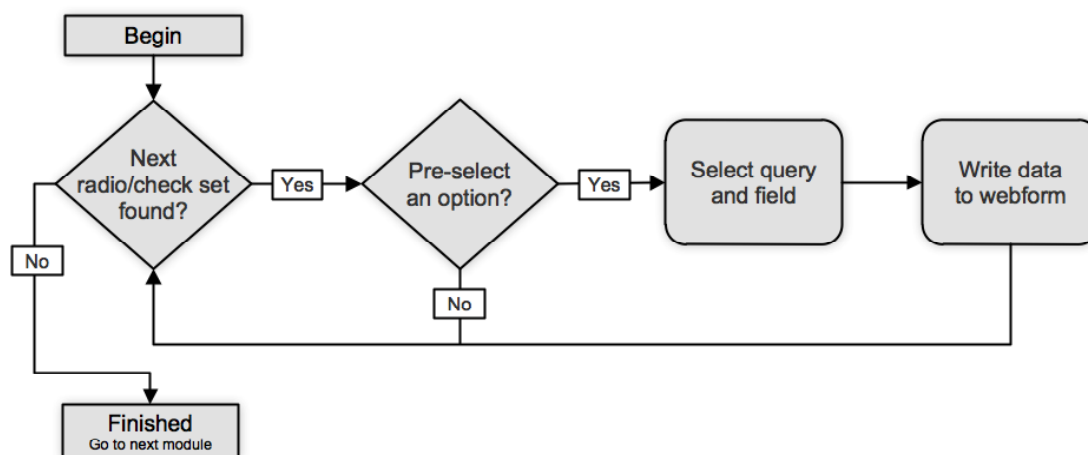 Begin
Next
radio/check set
found?
Yes
Pre-select
an option?
Yes
Select query
and field
Write data
to webform
No
No
Finished
Go to next module